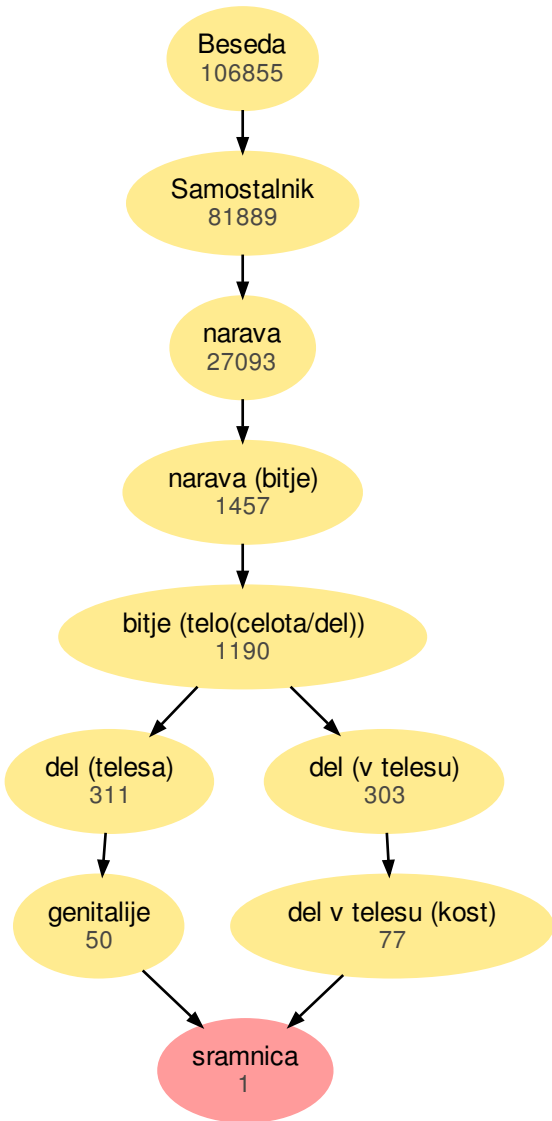 Beseda
106855
Samostalnik
81889
narava
27093
narava (bitje)
1457
bitje (telo(celota/del))
1190
del (telesa)
311
del (v telesu)
303
genitalije
50
del v telesu (kost)
77
sramnica
1